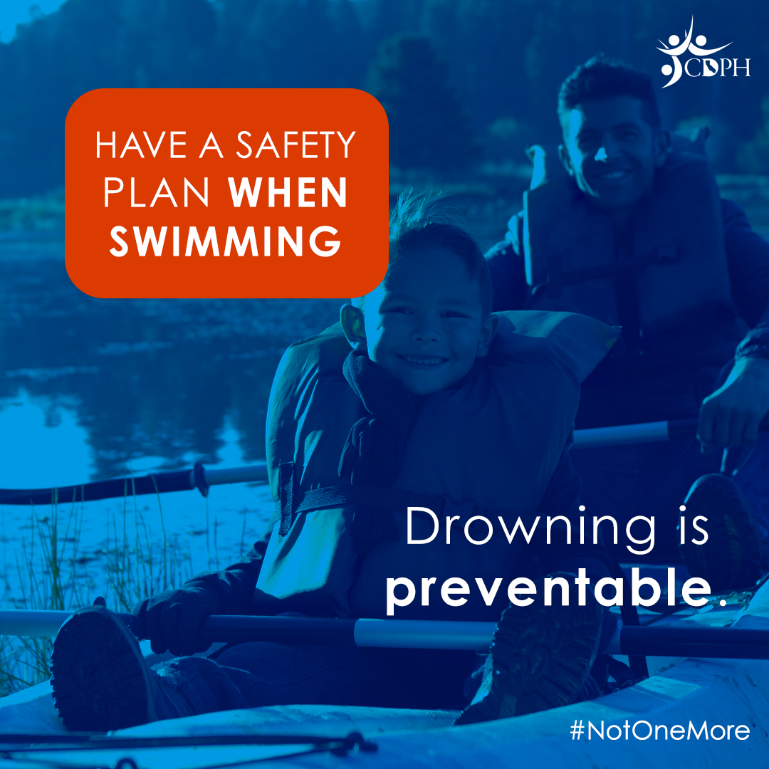 CDPH
HAVE A SAFETY
PLAN WHEN
SWIMMING
Drowning is
preventable.
#NotOneMore